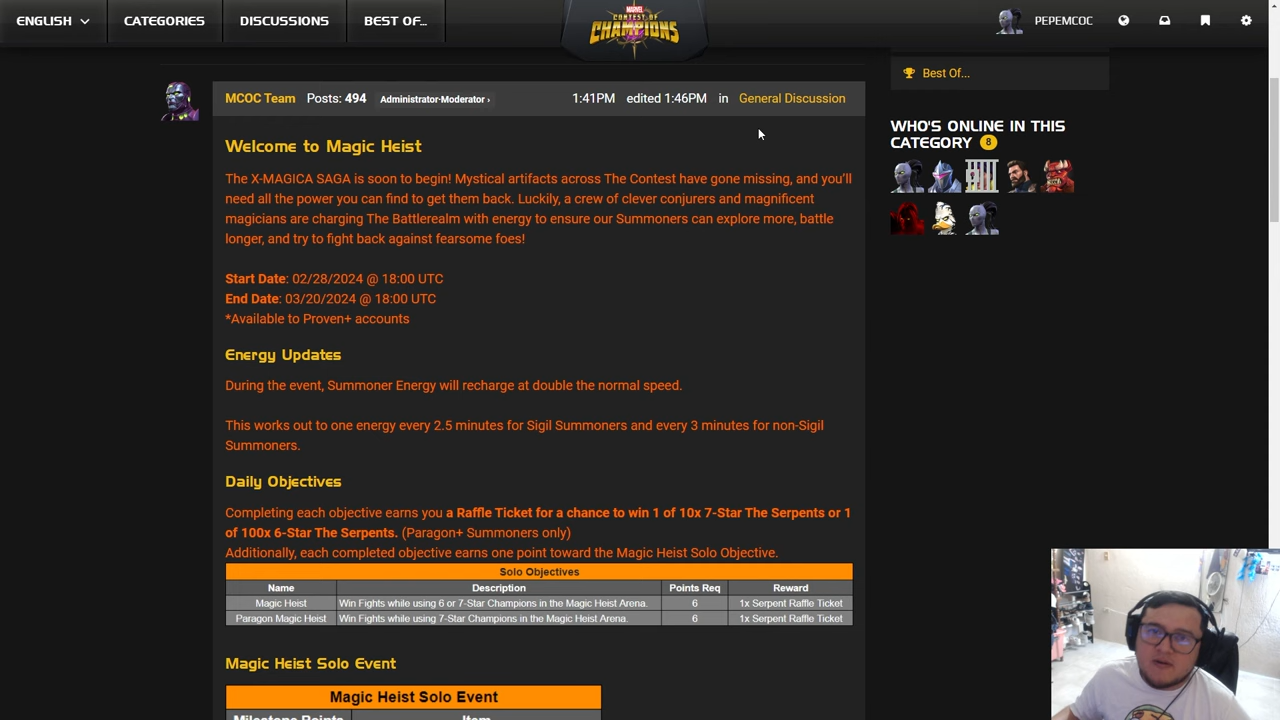 ENGLISH CATEGORIES DISCUSSIONS BEST OF... PEPEMCOC
MARVEL
CONTEST OF
CHAMPIONS
Best Of...
MCOC Team Posts: 494 Administrator-Moderator › 1:41PM edited 1:46PM in General Discussion
WHO'S ONLINE IN THIS
CATEGORY 8
Welcome to Magic Heist
The X-MAGICA SAGA is soon to begin! Mystical artifacts across The Contest have gone missing, and you'll
need all the power you can find to get them back. Luckily, a crew of clever conjurers and magnificent
magicians are charging The Battlerealm with energy to ensure our Summoners can explore more, battle
longer, and try to fight back against fearsome foes!
Start Date: 02/28/2024 @ 18:00 UTC
End Date: 03/20/2024 @ 18:00 UTC
*Available to Proven+ accounts
Energy Updates
During the event, Summoner Energy will recharge at double the normal speed.
This works out to one energy every 2.5 minutes for Sigil Summoners and every 3 minutes for non-Sigil
Summoners.
Daily Objectives
Completing each objective earns you a Raffle Ticket for a chance to win 1 of 10x 7-Star The Serpents or 1
of 100x 6-Star The Serpents. (Paragon+ Summoners only)
Additionally, each completed objective earns one point toward the Magic Heist Solo Objective.
Solo Objectives
Name Description Points Req Reward
Magic Heist Win Fights while using 6 or 7-Star Champions in the Magic Heist Arena. 6 1x Serpent Raffle Ticket
Paragon Magic Heist Win Fights while using 7-Star Champions in the Magic Heist Arena. 6 1x Serpent Raffle Ticket
Magic Heist Solo Event
Magic Heist Solo Event
Milestone Points Item